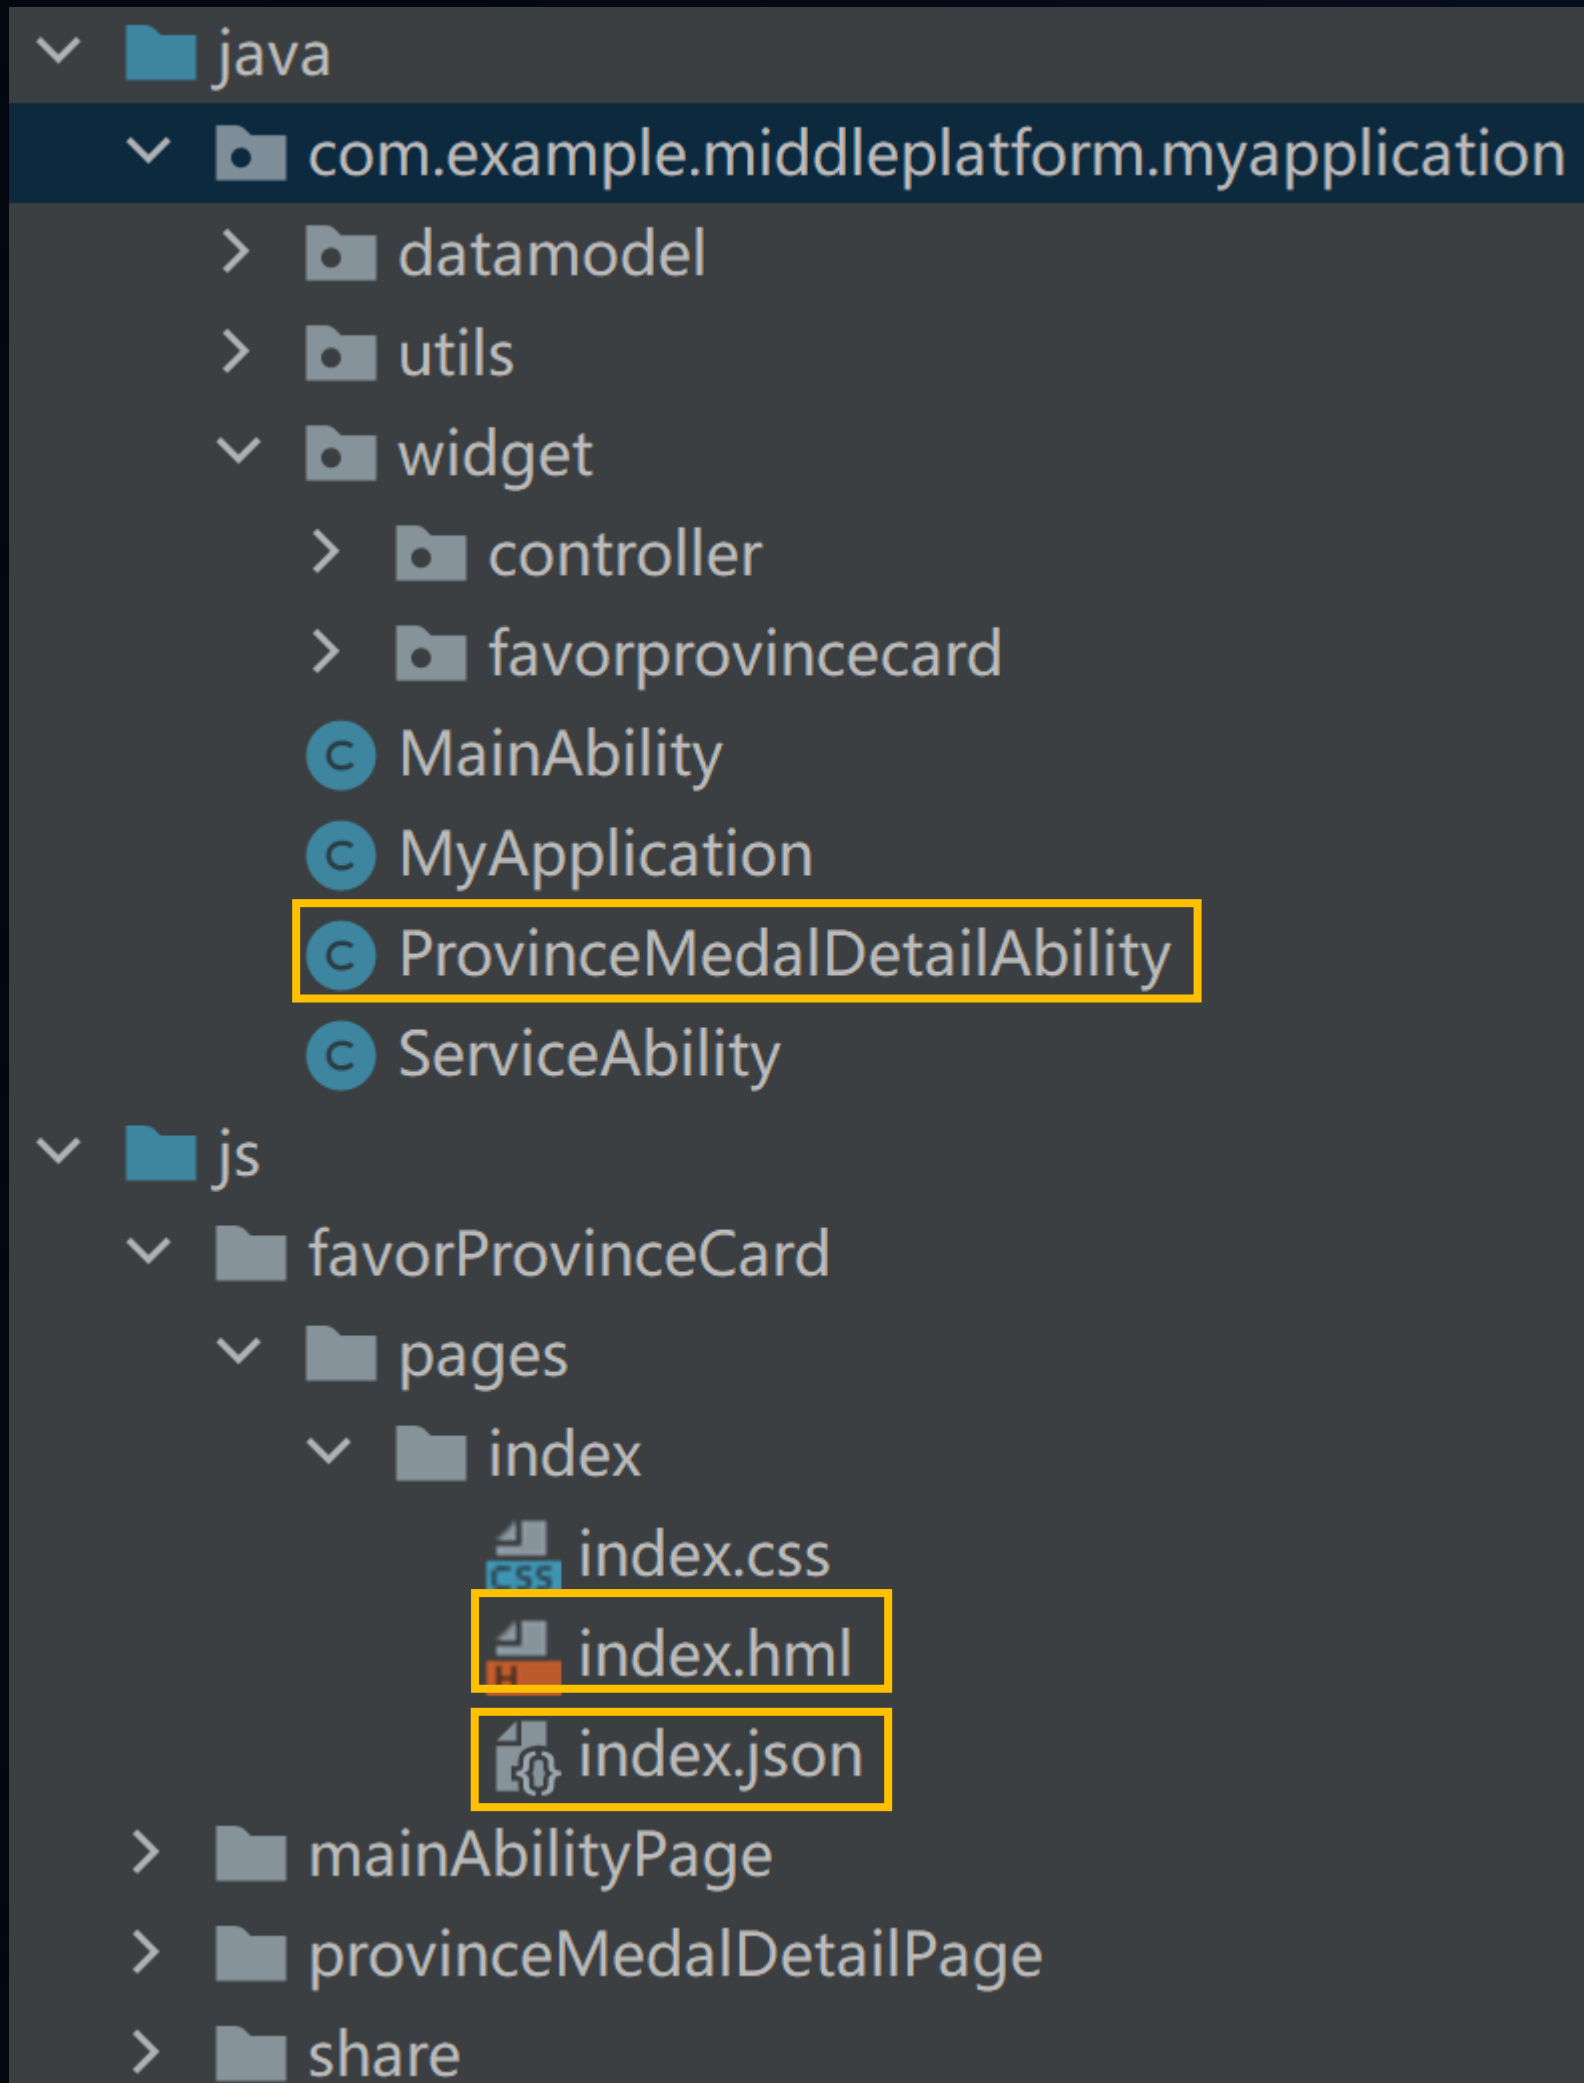 java
com.example.middleplatform.myapplication
datamodel
utils
widget
controller
favorprovincecard
C MainAbility
C MyApplication
C ProvinceMedalDetailAbility
C ServiceAbility
js
favorProvinceCard
pages
index
CSS index.css
H index.hml
{} index.json
mainAbilityPage
provinceMedalDetailPage
share